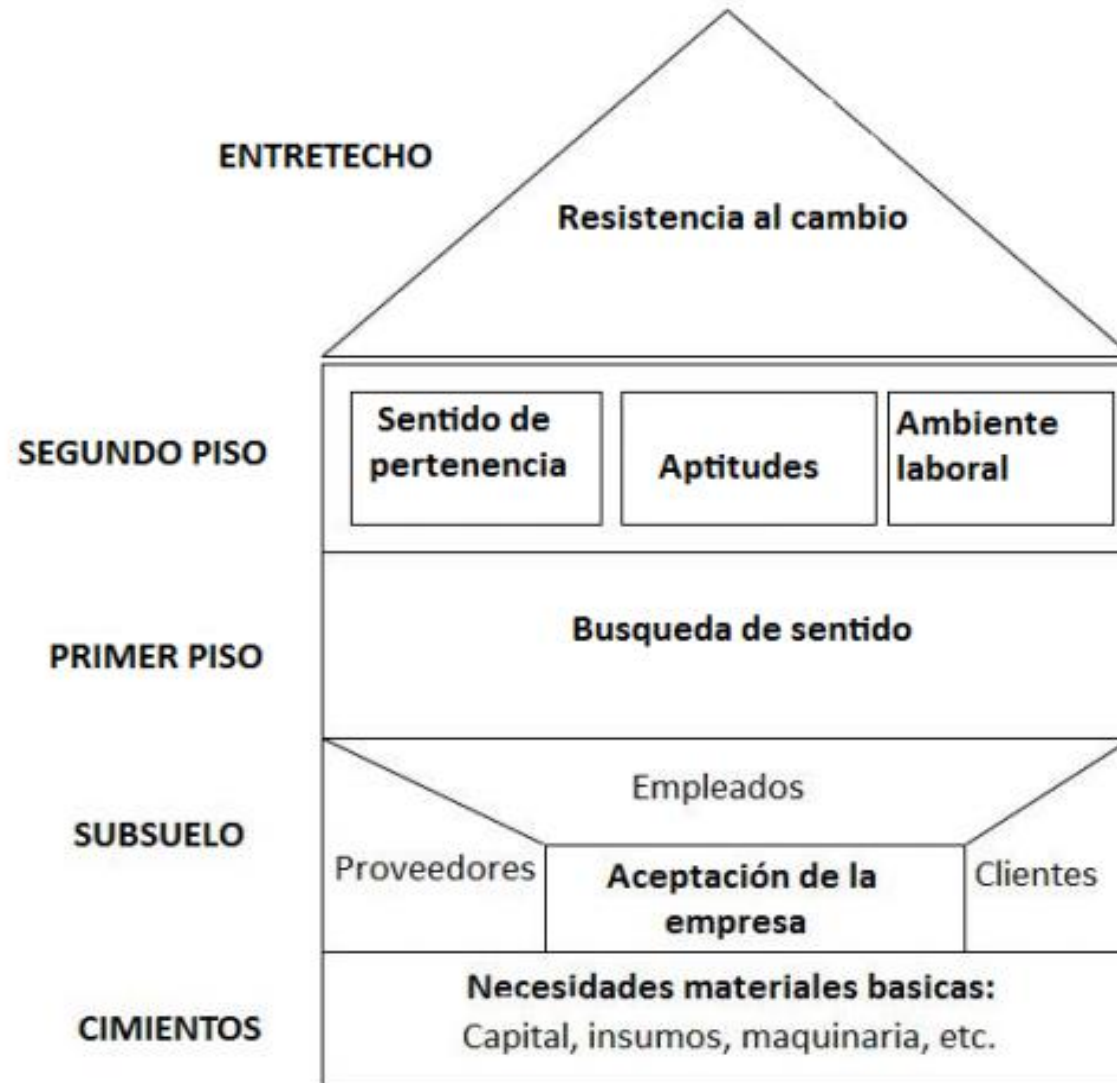 ENTRETECHO
Resistencia al cambio
SEGUNDO PISO
Sentido de
pertenencia
Aptitudes
Ambiente
laboral
PRIMER PISO
Busqueda de sentido
SUBSUELO
Empleados
Proveedores
Aceptación de la
empresa
Clientes
CIMIENTOS
Necesidades materiales basicas:
Capital, insumos, maquinaria, etc.